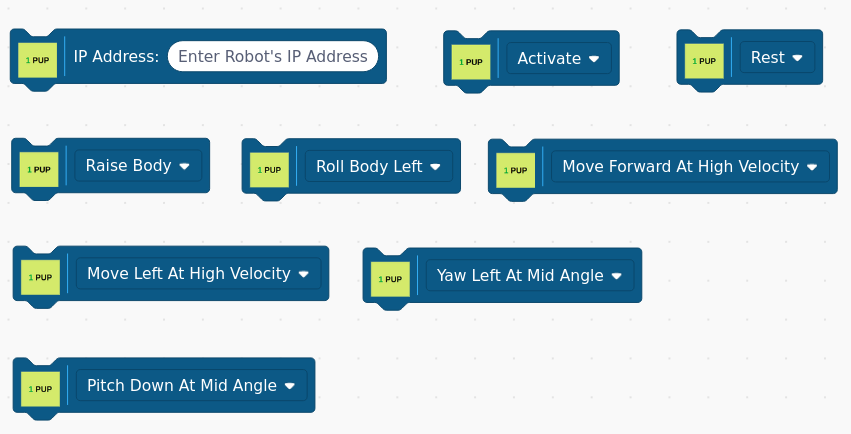 1 PUP IP Address: Enter Robot's IP Address
1 PUP Activate
1 PUP Rest
1 PUP Raise Body
1 PUP Roll Body Left
1 PUP Move Forward At High Velocity
1 PUP Move Left At High Velocity
1 PUP Yaw Left At Mid Angle
1 PUP Pitch Down At Mid Angle